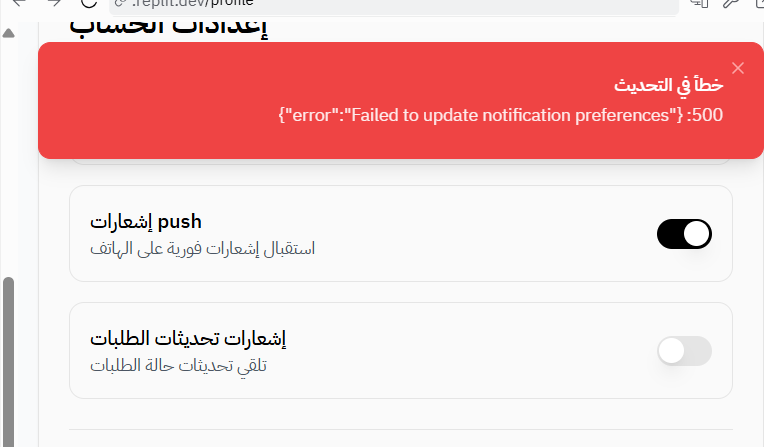 .replit.dev/profile
إعدادات الحساب
خطأ في التحديث
500: {"error":"Failed to update notification preferences"}
إشعارات push
استقبال إشعارات فورية على الهاتف
إشعارات تحديثات الطلبات
تلقي تحديثات حالة الطلبات